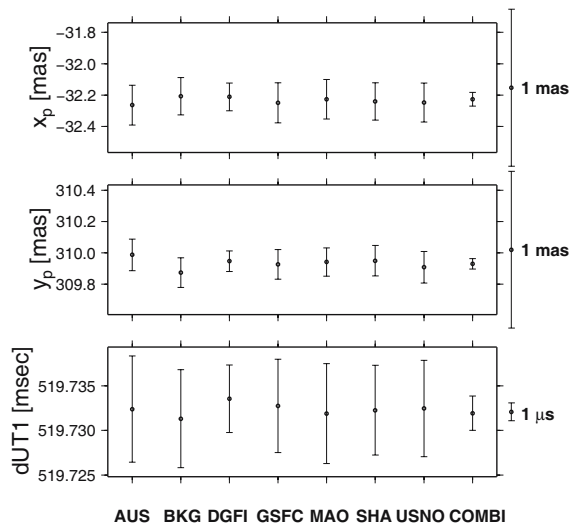 −31.8
−32.0
−32.2
−32.4
xp [mas]
1 mas
310.4
310.2
310.0
309.8
yp [mas]
1 mas
519.735
519.730
519.725
dUT1 [msec]
1 μs
AUS BKG DGFI GSFC MAO SHA USNO COMBI